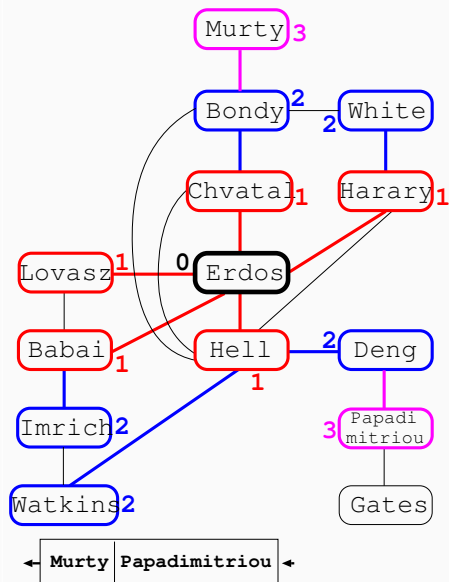 Murty 3
Bondy 2 2 White
Chvatal 1 Harary 1
Lovasz 1 0 Erdos
Babai 1 Hell 1 2 Deng
Imrich 2 3 Papadi
mitriou
Watkins 2 Gates
Murty Papadimitriou